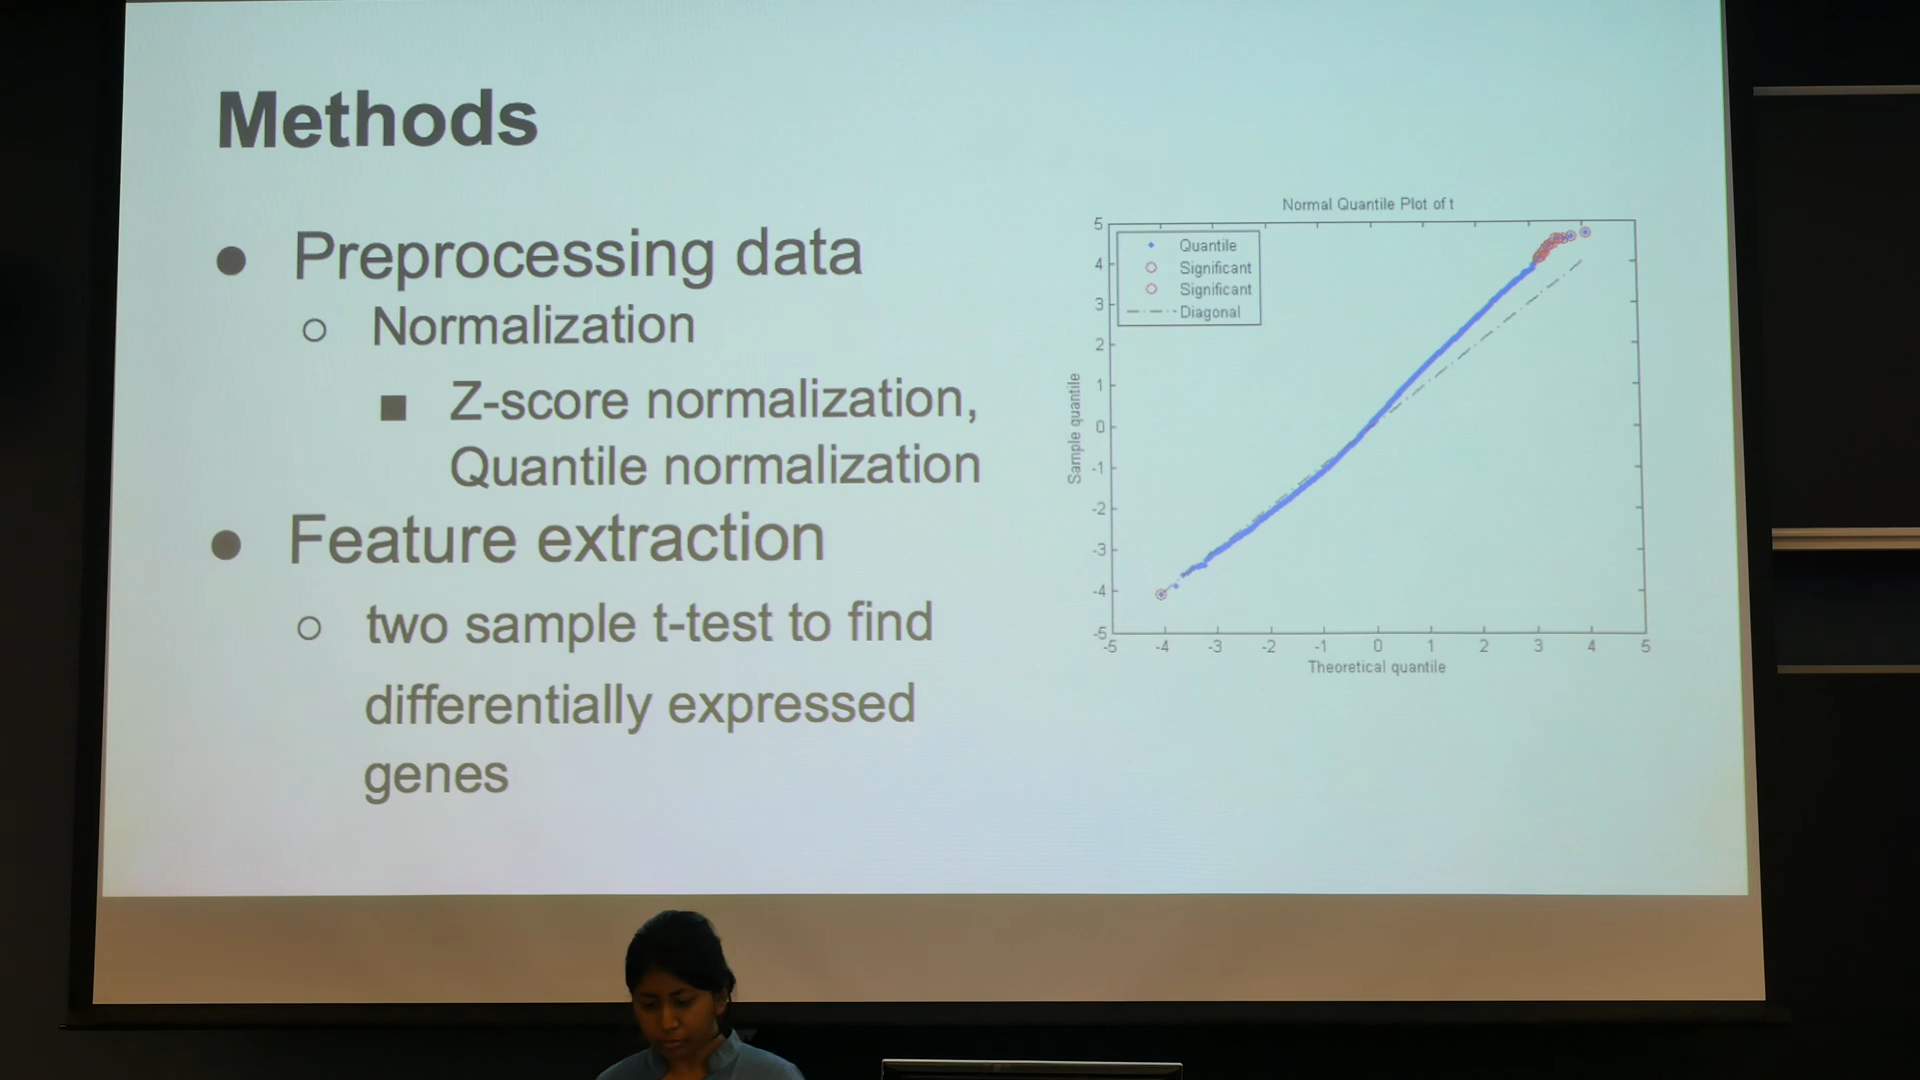 Methods
● Preprocessing data
○ Normalization
■ Z-score normalization,
Quantile normalization
● Feature extraction
○ two sample t-test to find
differentially expressed
genes
Normal Quantile Plot of t
Quantile
Significant
Significant
Diagonal
5
4
3
2
1
0
-1
-2
-3
-4
-5
Sample quantile
-5 -4 -3 -2 -1 0 1 2 3 4 5
Theoretical quantile